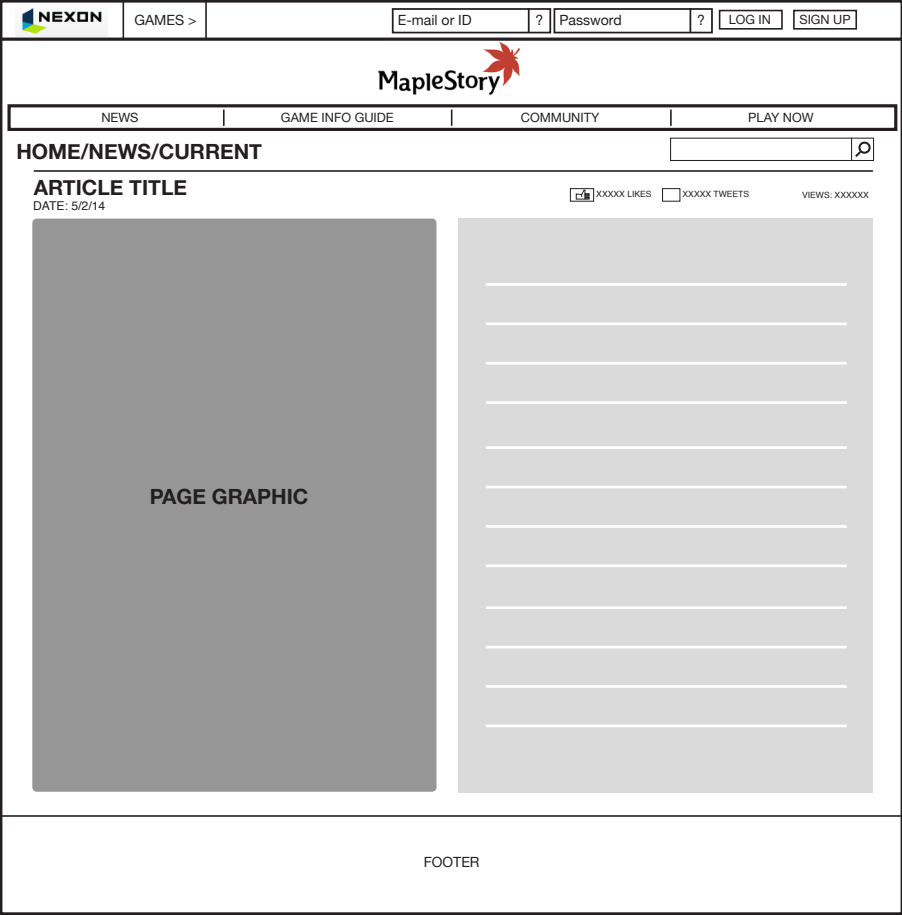 NEXON GAMES > E-mail or ID ? Password ? LOG IN SIGN UP
MapleStory
NEWS GAME INFO GUIDE COMMUNITY PLAY NOW
HOME/NEWS/CURRENT
ARTICLE TITLE
XXXXX LIKES XXXXX TWEETS VIEWS: XXXXXX
DATE: 5/2/14
PAGE GRAPHIC
FOOTER